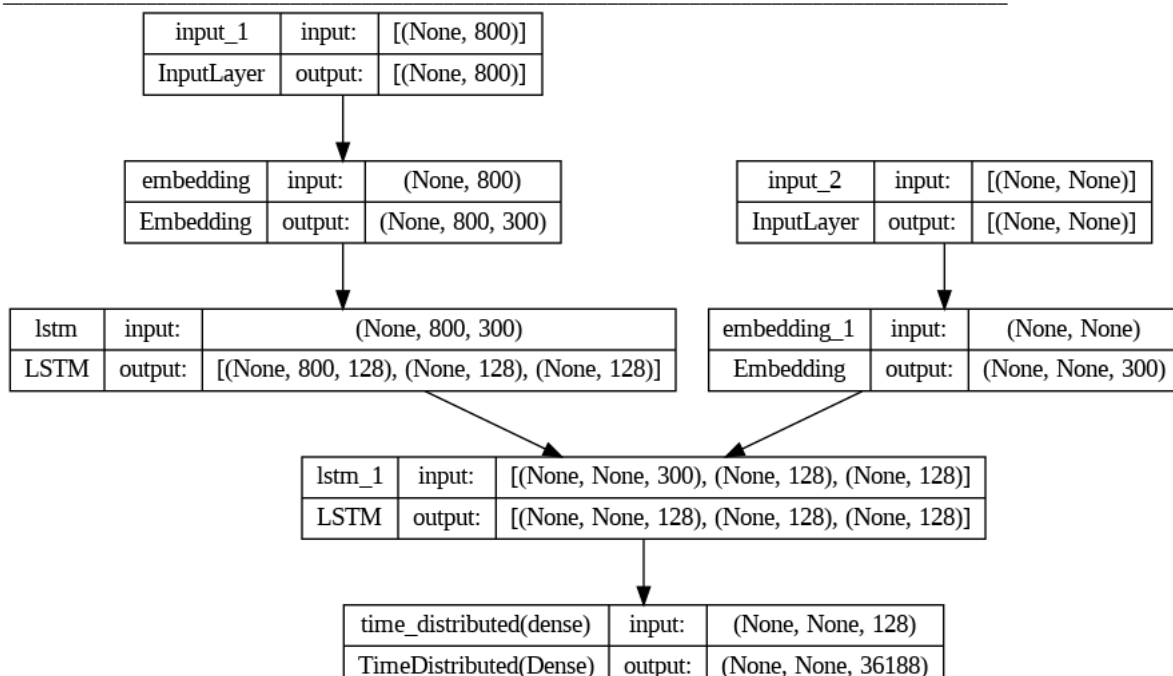 input_1 input: [(None, 800)]
InputLayer output: [(None, 800)]
embedding input: (None, 800)
Embedding output: (None, 800, 300)
input_2 input: [(None, None)]
InputLayer output: [(None, None)]
lstm input: (None, 800, 300)
LSTM output: [(None, 800, 128), (None, 128), (None, 128)]
embedding_1 input: (None, None)
Embedding output: (None, None, 300)
lstm_1 input: [(None, None, 300), (None, 128), (None, 128)]
LSTM output: [(None, None, 128), (None, 128), (None, 128)]
time_distributed(dense) input: (None, None, 128)
TimeDistributed(Dense) output: (None, None, 36188)